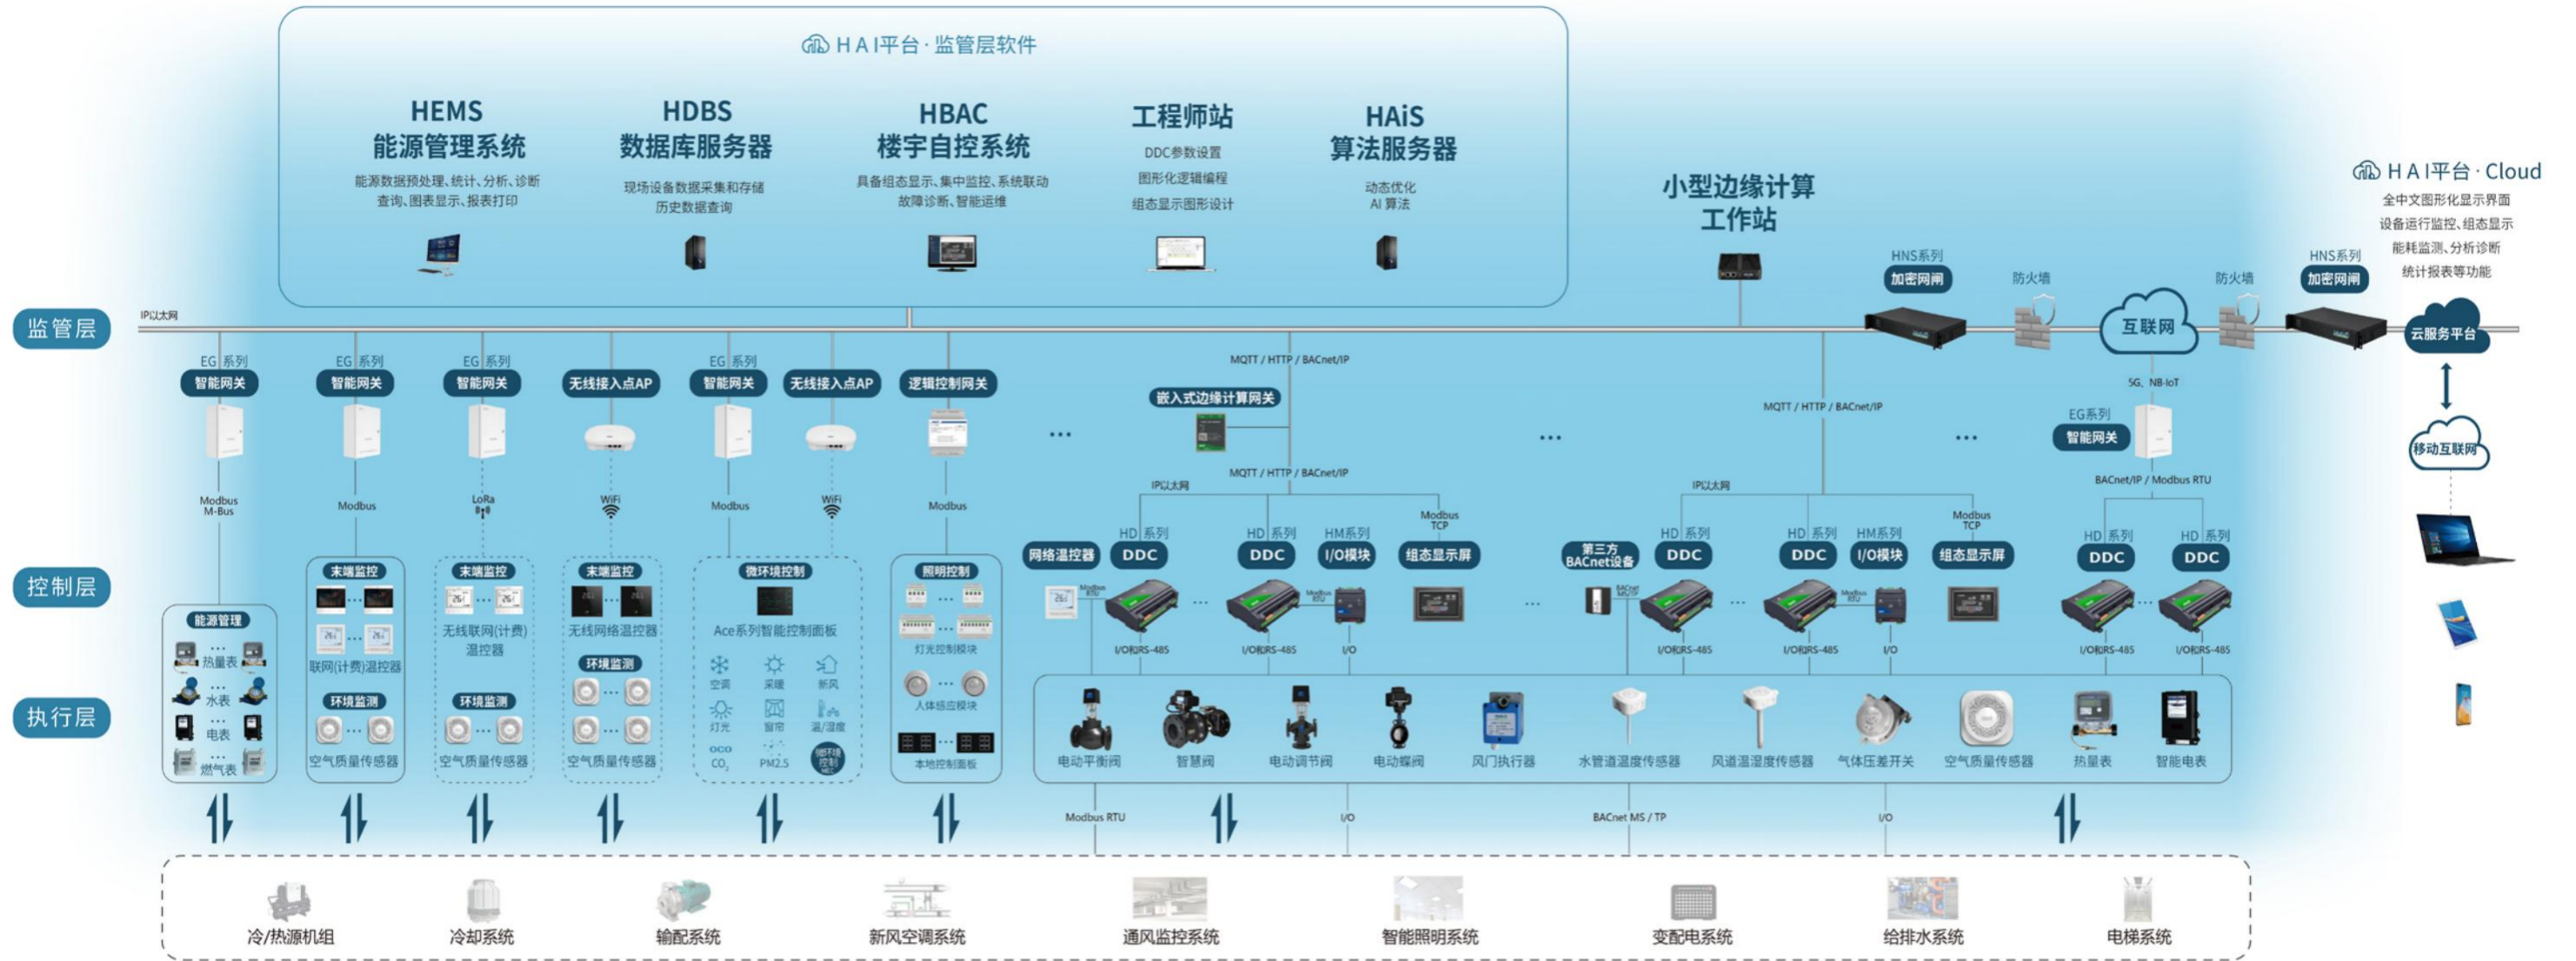 HAI平台·监管层软件
HEMS
能源管理系统
能源数据预处理、统计、分析、诊断
查询、图表显示、报表打印
HDBS
数据库服务器
现场设备数据采集和存储
历史数据查询
HBAC
楼宇自控系统
具备组态显示、集中监控、系统联动
故障诊断、智能运维
工程师站
DDC参数设置
图形化逻辑编程
组态显示图形设计
HAiS
算法服务器
动态优化
AI 算法
小型边缘计算
工作站
HNS系列
加密网闸
防火墙
互联网
防火墙
HNS系列
加密网闸
HAI平台·Cloud
全中文图形化显示界面
设备运行监控、组态显示
能耗监测、分析诊断
统计报表等功能
云服务平台
移动互联网
监管层
IP以太网
EG 系列
智能网关
Modbus
M-Bus
EG 系列
智能网关
Modbus
EG 系列
智能网关
LoRa
无线接入点AP
WiFi
EG 系列
智能网关
Modbus
无线接入点AP
WiFi
逻辑控制网关
Modbus
...
MQTT / HTTP / BACnet/IP
嵌入式边缘计算网关
MQTT / HTTP / BACnet/IP
IP以太网
...
MQTT / HTTP / BACnet/IP
IP以太网
...
5G、NB-IoT
EG系列
智能网关
BACnet/IP / Modbus RTU
控制层
网络温控器
Modbus
RTU
HD 系列
DDC
I/O和RS-485
...
HD 系列
DDC
I/O和RS-485
Modbus
RTU
HM系列
I/O模块
I/O
Modbus
TCP
组态显示屏
...
第三方
BACnet设备
BACnet
MS/TP
HD 系列
DDC
I/O和RS-485
...
HD 系列
DDC
I/O和RS-485
Modbus
RTU
HM系列
I/O模块
I/O
Modbus
TCP
组态显示屏
HD 系列
DDC
I/O和RS-485
...
HD 系列
DDC
I/O和RS-485
执行层
能源管理
热量表
水表
电表
燃气表
末端监控
联网(计费)温控器
环境监测
空气质量传感器
末端监控
无线联网(计费)
温控器
环境监测
空气质量传感器
末端监控
无线网络温控器
环境监测
空气质量传感器
微环境控制
Ace系列智能控制面板
空调
采暖
新风
灯光
窗帘
温/湿度
CO₂
PM2.5
微环境
控制
照明控制
灯光控制模块
人体感应模块
本地控制面板
电动平衡阀
智慧阀
电动调节阀
电动蝶阀
风门执行器
水管道温度传感器
风道温湿度传感器
气体压差开关
空气质量传感器
热量表
智能电表
Modbus RTU
I/O
BACnet MS / TP
I/O
冷/热源机组
冷却系统
输配系统
新风空调系统
通风监控系统
智能照明系统
变配电系统
给排水系统
电梯系统